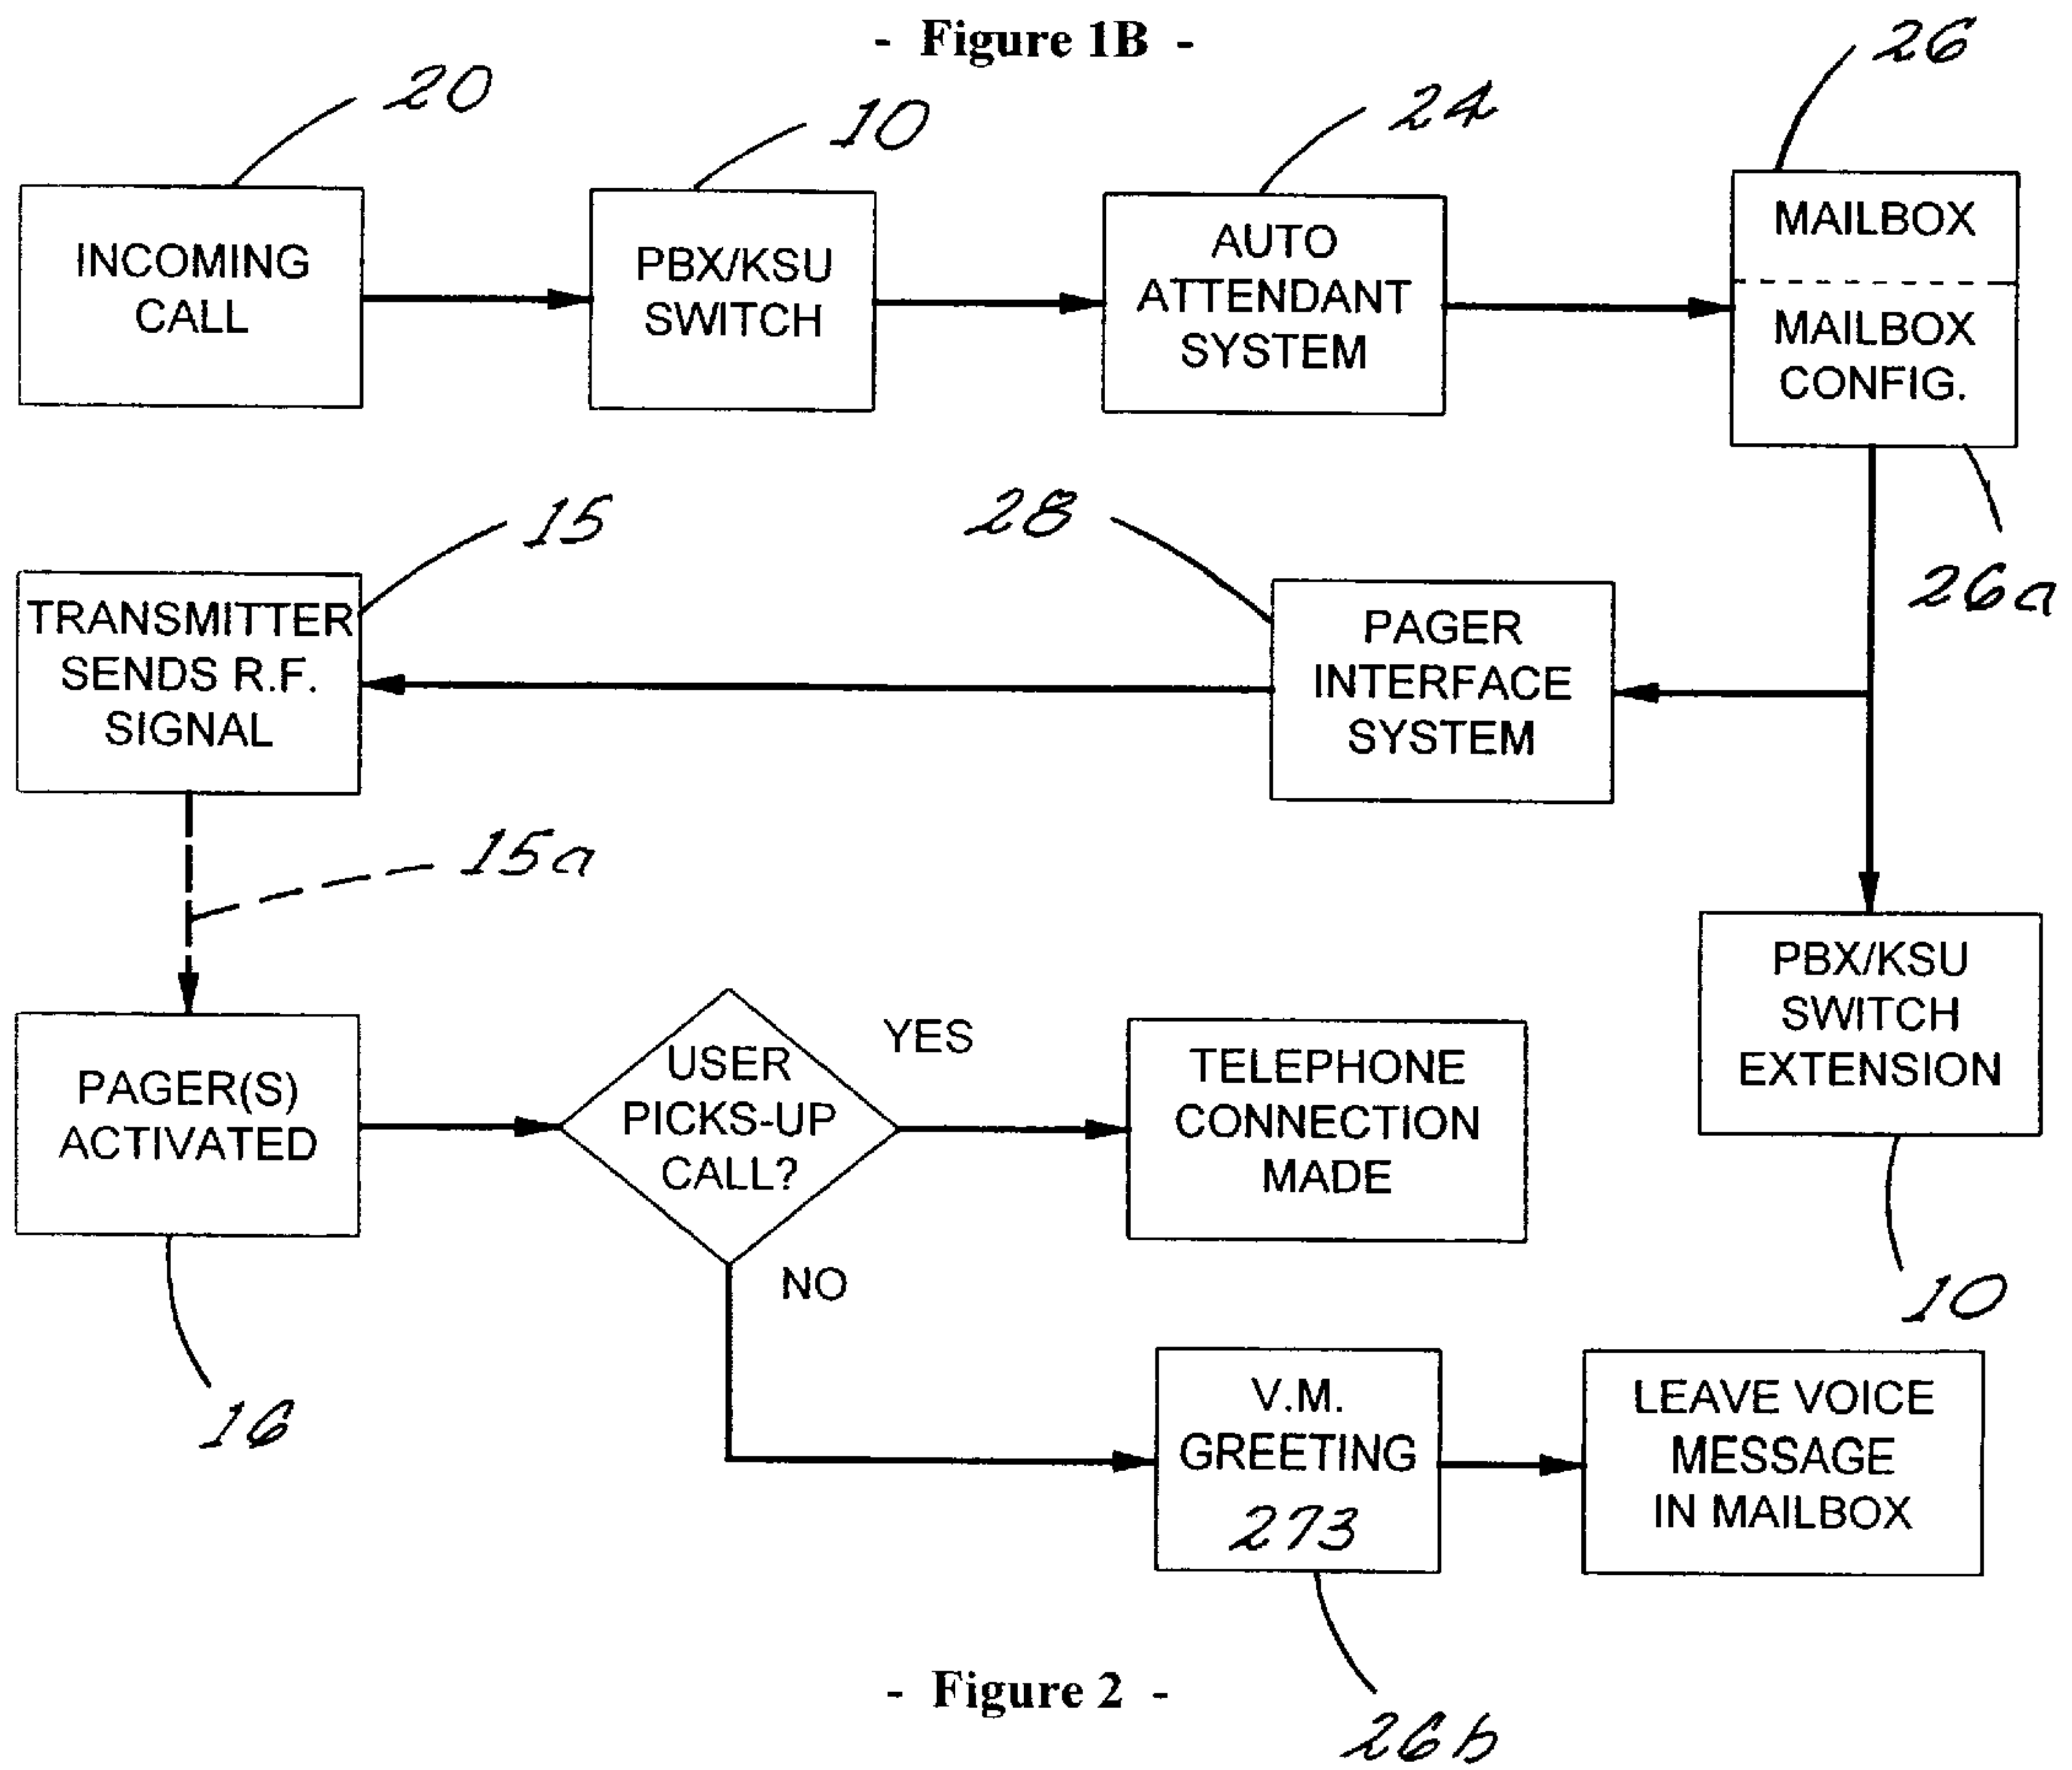 - Figure 1B -
20
10
24
26
INCOMING
CALL
PBX/KSU
SWITCH
AUTO
ATTENDANT
SYSTEM
MAILBOX
MAILBOX
CONFIG.
26a
15
28
TRANSMITTER
SENDS R.F.
SIGNAL
PAGER
INTERFACE
SYSTEM
15a
PBX/KSU
SWITCH
EXTENSION
10
PAGER(S)
ACTIVATED
16
USER
PICKS-UP
CALL?
YES
TELEPHONE
CONNECTION
MADE
NO
V.M.
GREETING
273
26b
LEAVE VOICE
MESSAGE
IN MAILBOX
- Figure 2 -